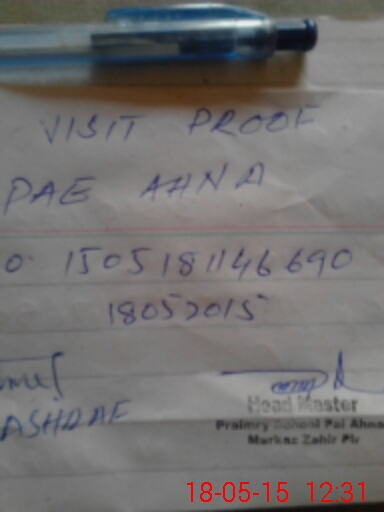 VISIT PROOF
PAE AHNA
0 1505181146690
18052015
ASHRAF
Head Master
Praimry School Pai Ahna
Markaz Zahir Pir
18-05-15 12:31